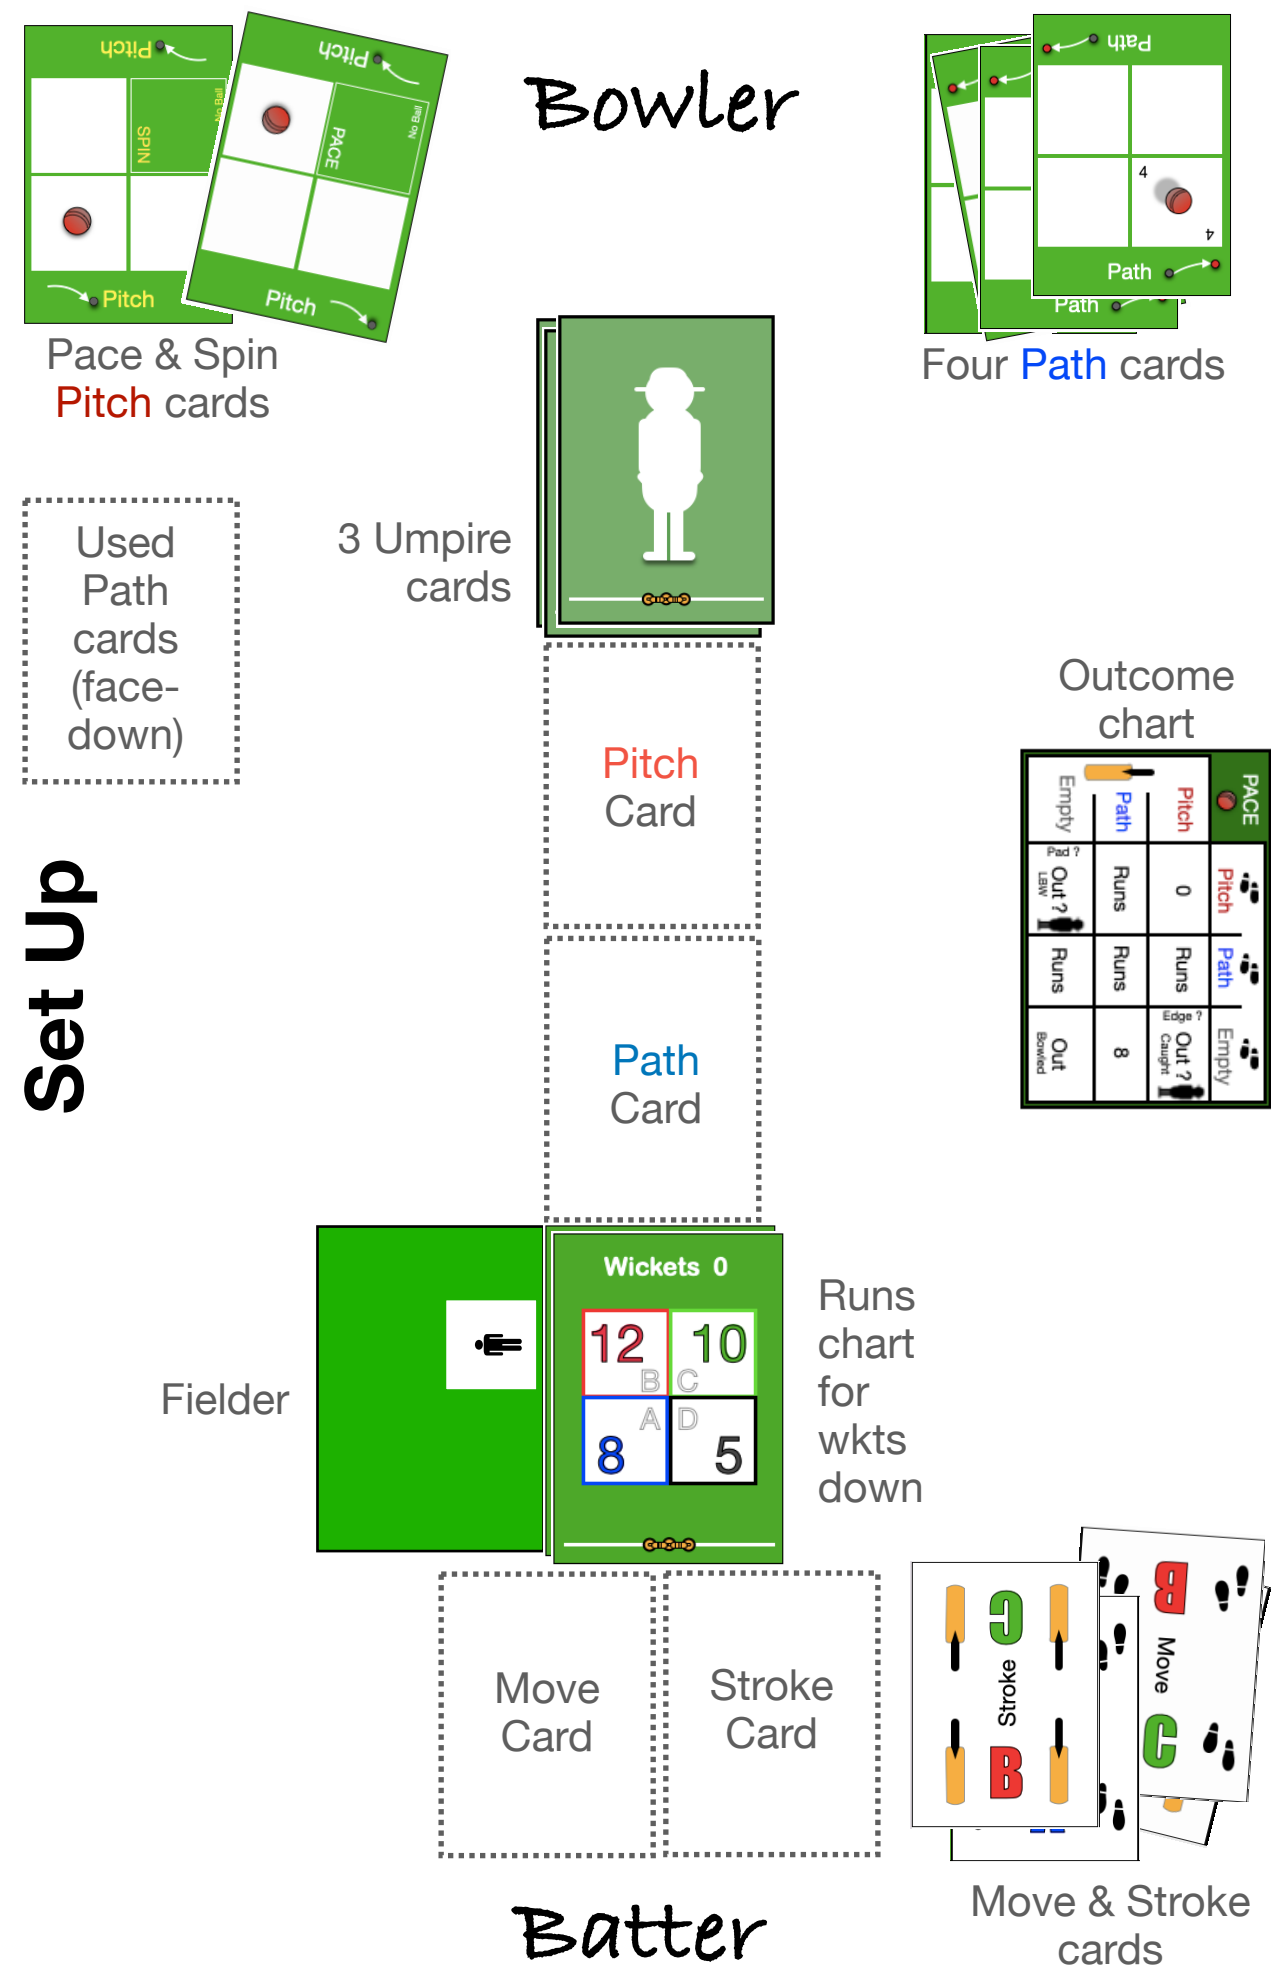 Pitch
SPIN
No Ball
Pitch
Pitch
PACE
No Ball
Pitch
Bowler
Path
4
4
Path
Path
Pace & Spin
Pitch cards
Four Path cards
Used
Path
cards
(face-
down)
3 Umpire
cards
Pitch
Card
Outcome
chart
PACE
Pitch
Path
Empty
Pitch
0
Runs
Pad ?
Out ?
LBW
Path
Runs
Runs
Runs
Empty
Edge ?
Out ?
Caught
8
Out
Bowled
Set Up
Path
Card
Wickets 0
12
10
B
C
A
D
8
5
Fielder
Runs
chart
for
wkts
down
Move
Card
Stroke
Card
C
Stroke
B
B
Move
C
Batter
Move & Stroke
cards